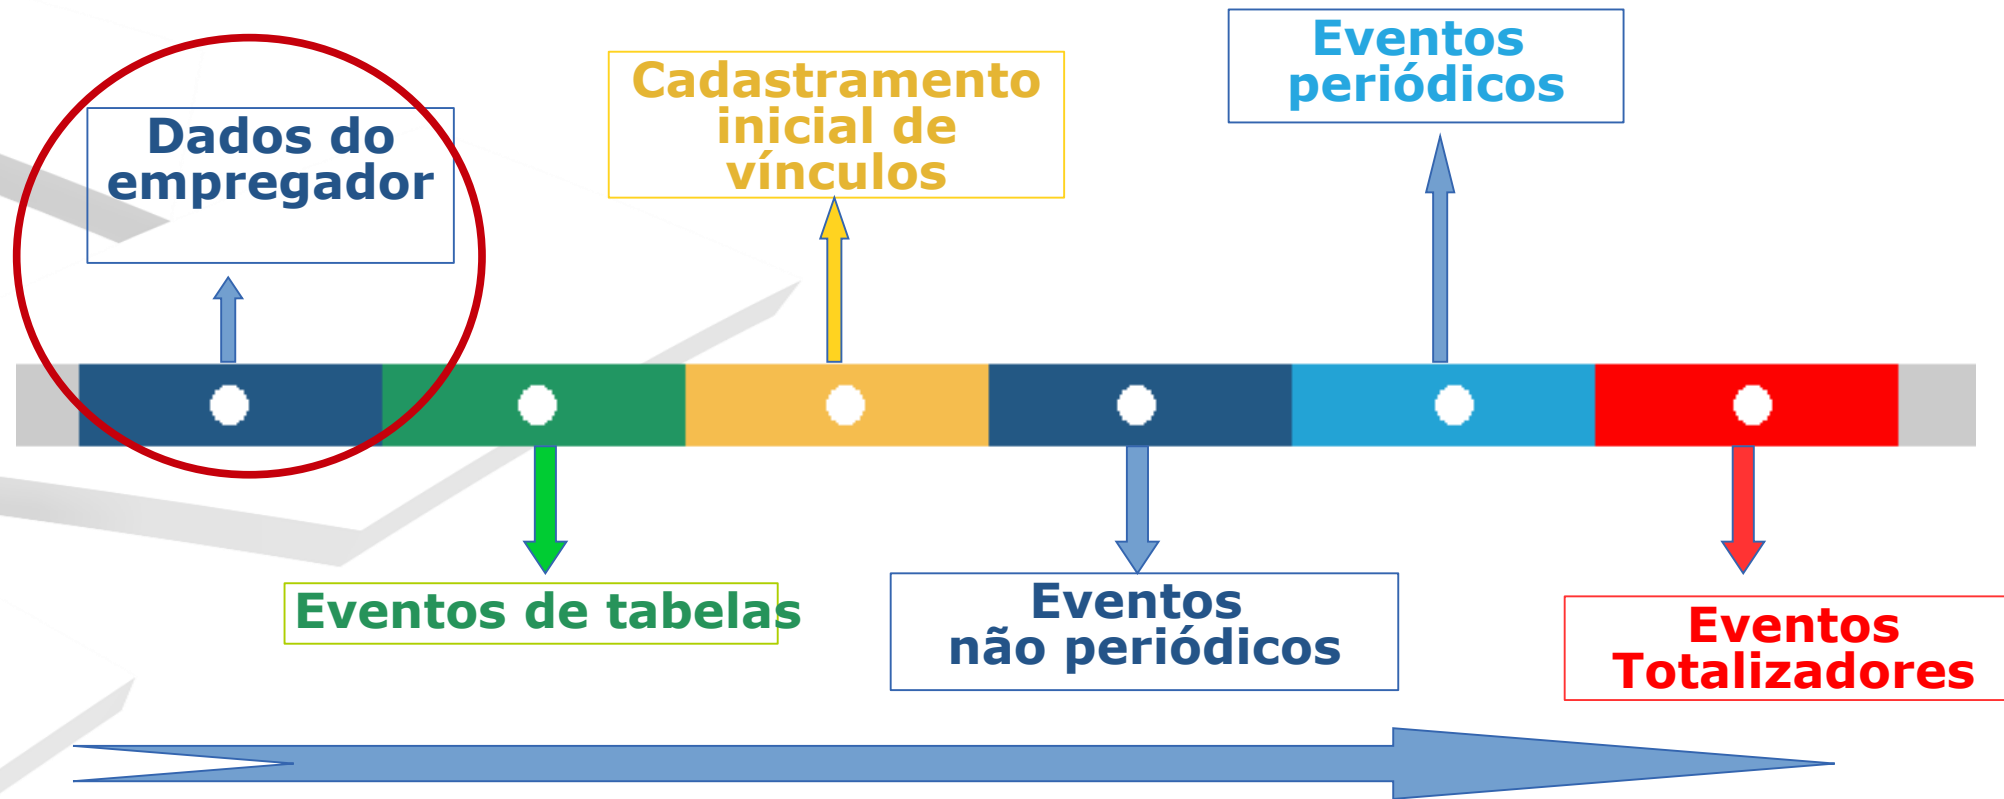 Dados do
empregador
Cadastramento
inicial de
vínculos
Eventos
periódicos
Eventos de tabelas
Eventos
não periódicos
Eventos
Totalizadores